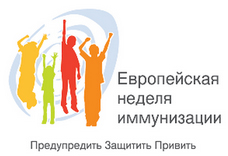 Европейская
неделя
иммунизации
Предупредить Защитить Привить